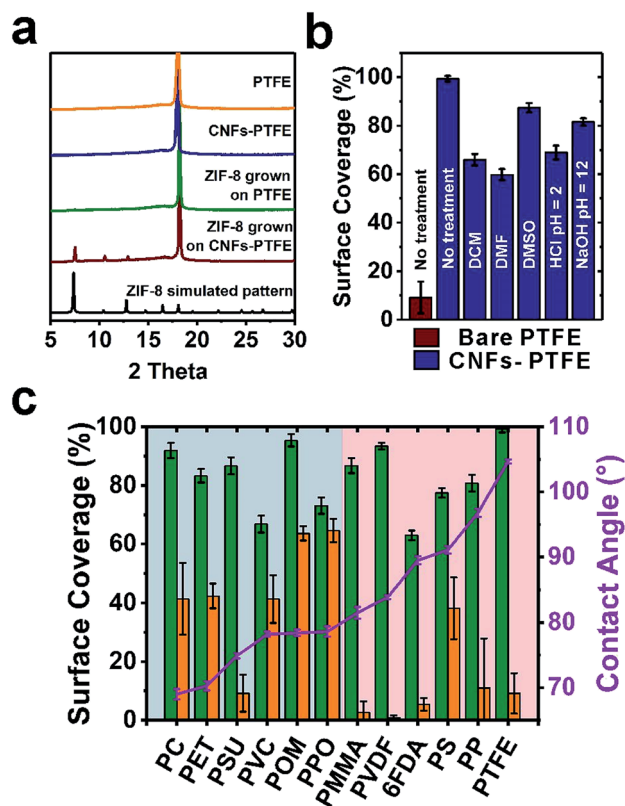 a
PTFE
CNFs-PTFE
ZIF-8 grown
on PTFE
ZIF-8 grown
on CNFs-PTFE
ZIF-8 simulated pattern
5 10 15 20 25 30
2 Theta
b
Surface Coverage (%)
100
80
60
40
20
0
No treatment
No treatment
DCM
DMF
DMSO
HCl pH = 2
NaOH pH = 12
Bare PTFE
CNFs- PTFE
c
Surface Coverage (%)
100
80
60
40
20
0
Contact Angle (°)
110
100
90
80
70
PC
PET
PSU
PVC
POM
PPO
PMMA
PVDF
6FDA
PS
PP
PTFE